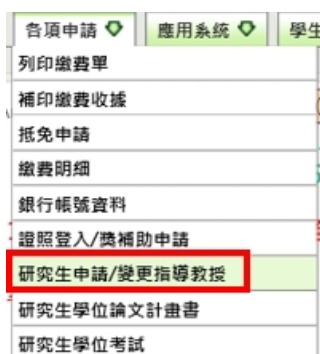 各項申請 應用系統 學生
列印繳費單
補印繳費收據
抵免申請
繳費明細
銀行帳號資料
證照登入/獎補助申請
研究生申請/變更指導教授
研究生學位論文計畫書
研究生學位考試